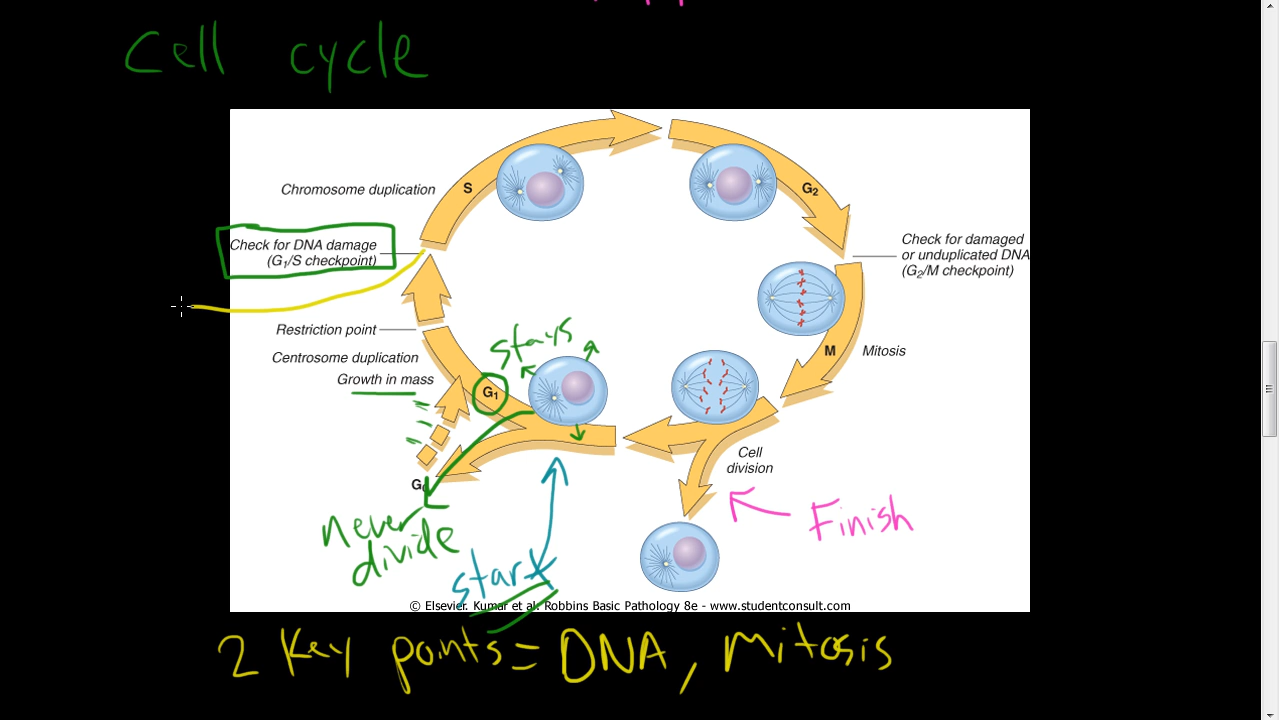 Cell cycle
Chromosome duplication
S
G₂
Check for DNA damage
(G₁/S checkpoint)
Check for damaged
or unduplicated DNA
(G₂/M checkpoint)
Restriction point
stays
Centrosome duplication
M
Mitosis
Growth in mass
G₁
Cell
division
G₀
never
divide
Finish
start
© Elsevier. Kumar et al: Robbins Basic Pathology 8e - www.studentconsult.com
2 Key points = DNA, Mitosis